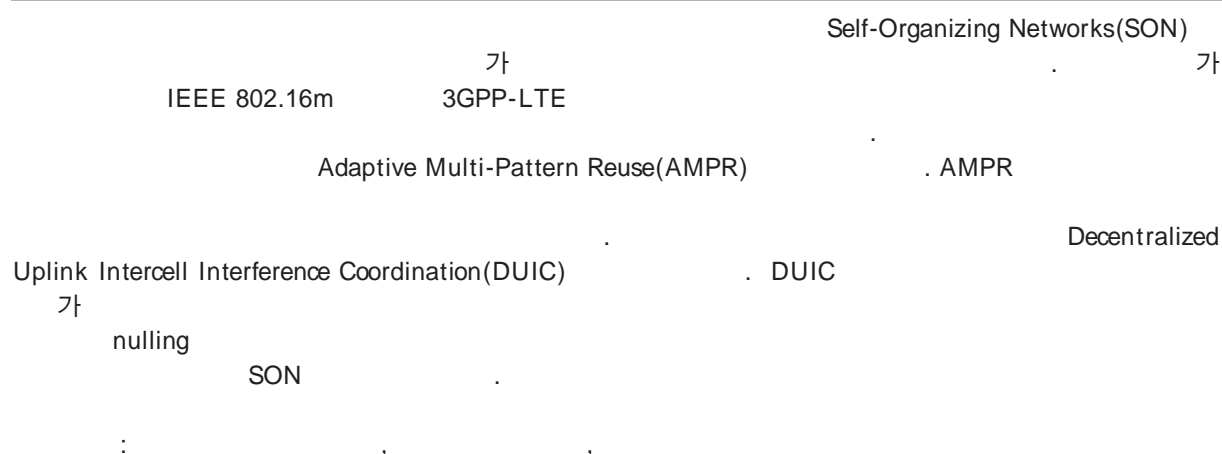 Self-Organizing Networks(SON)
가 . 가
IEEE 802.16m 3GPP-LTE
.
Adaptive Multi-Pattern Reuse(AMPR) . AMPR
. Decentralized
Uplink Intercell Interference Coordination(DUIC) . DUIC
가
nulling
SON .
: , ,